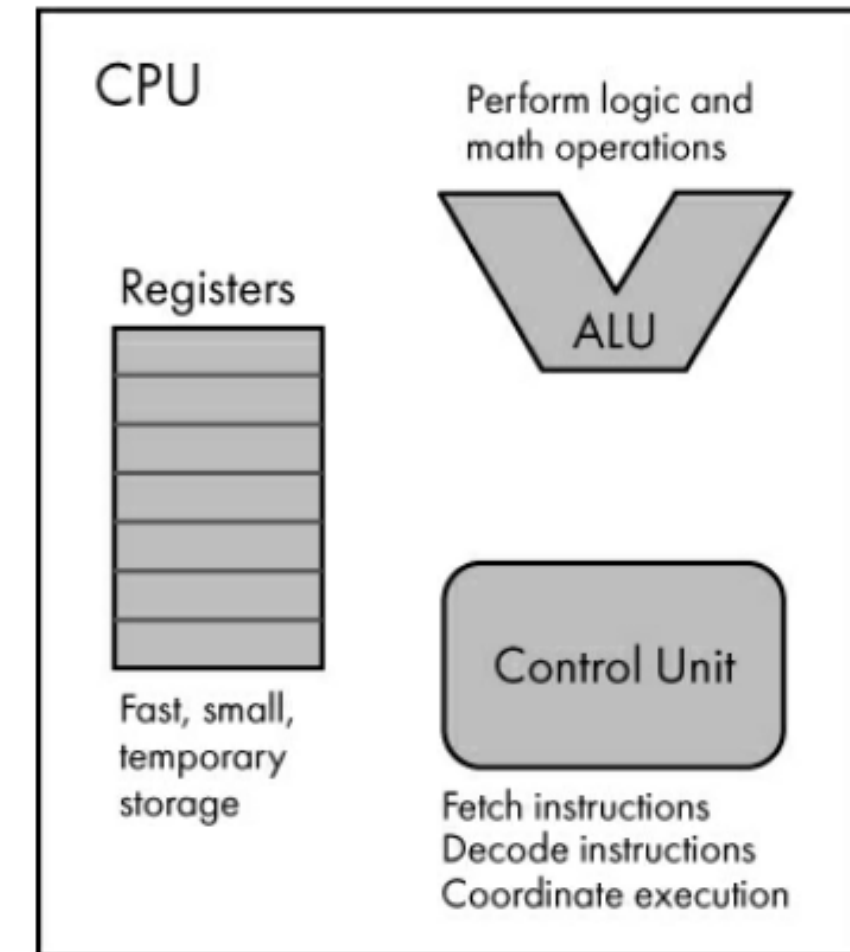 CPU
Perform logic and
math operations
ALU
Registers
Fast, small,
temporary
storage
Control Unit
Fetch instructions
Decode instructions
Coordinate execution